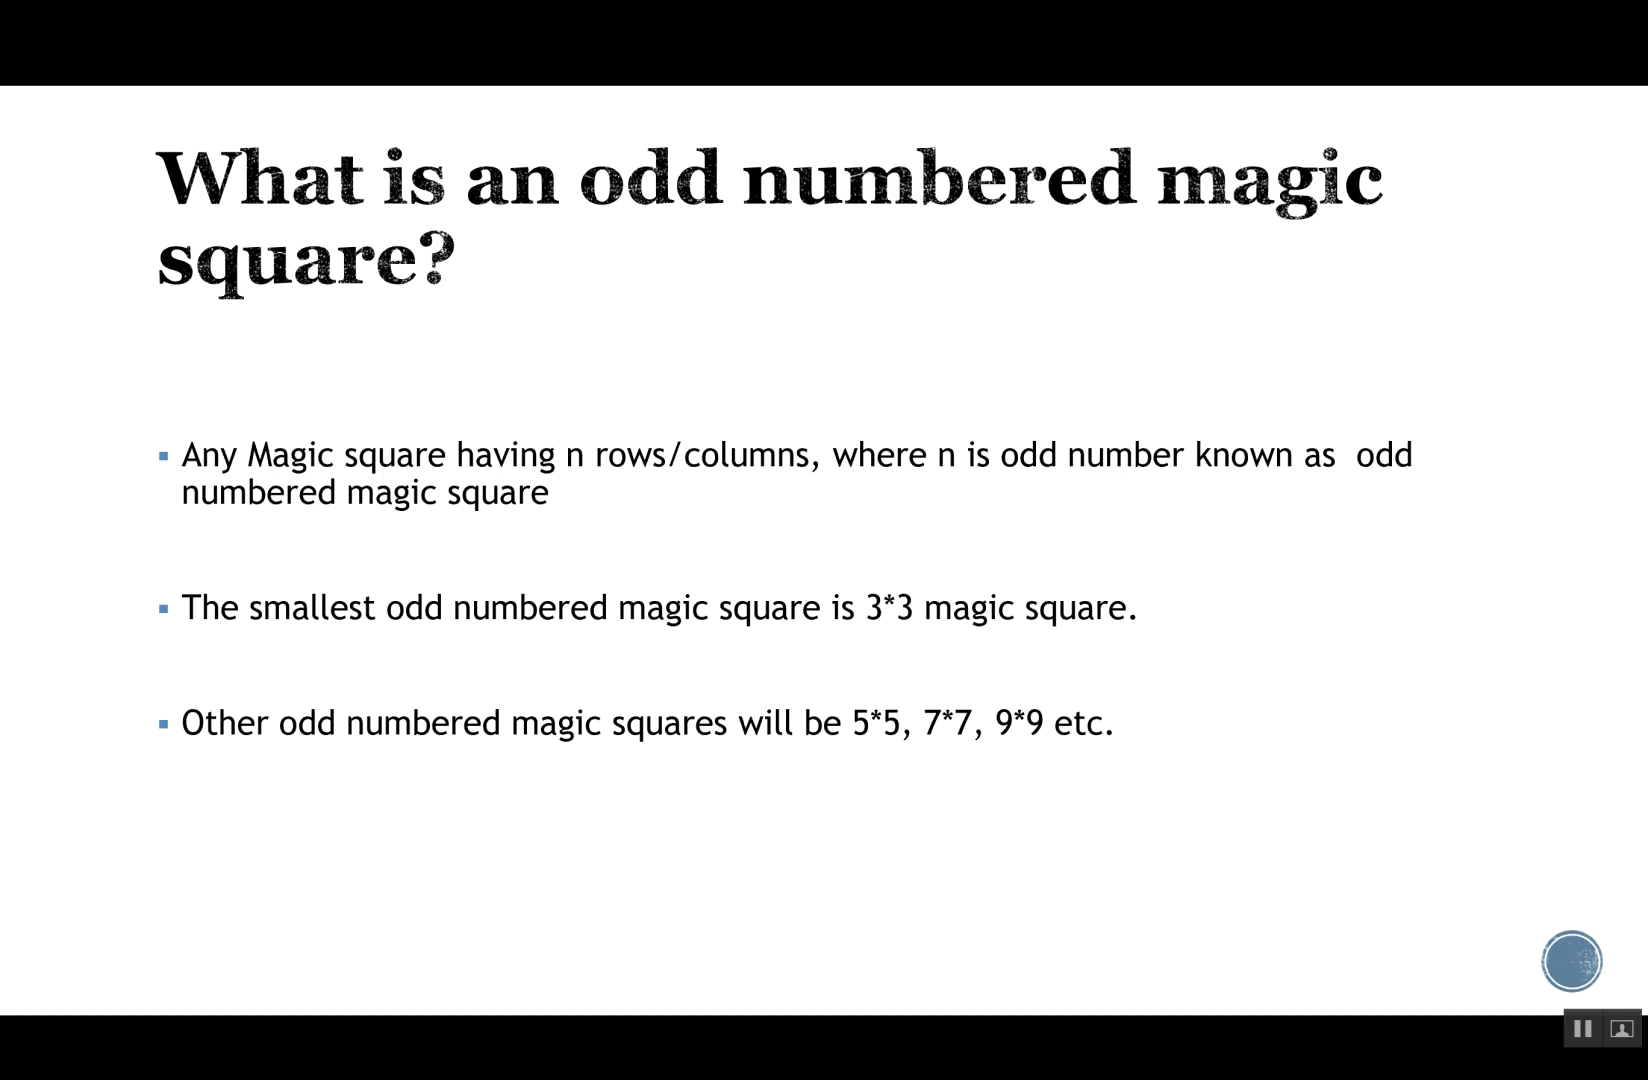 What is an odd numbered magic
square?
▪ Any Magic square having n rows/columns, where n is odd number known as  odd
numbered magic square
▪ The smallest odd numbered magic square is 3*3 magic square.
▪ Other odd numbered magic squares will be 5*5, 7*7, 9*9 etc.